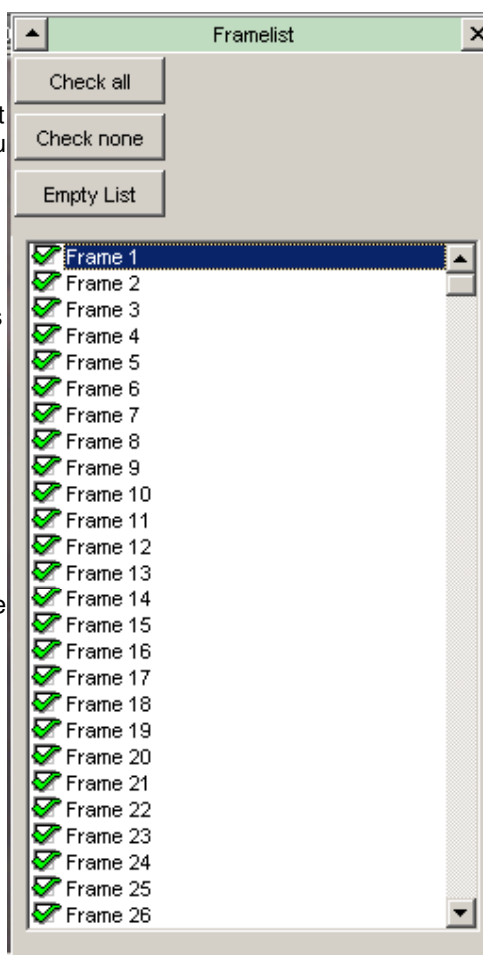 Framelist
Check all
Check none
Empty List
Frame 1
Frame 2
Frame 3
Frame 4
Frame 5
Frame 6
Frame 7
Frame 8
Frame 9
Frame 10
Frame 11
Frame 12
Frame 13
Frame 14
Frame 15
Frame 16
Frame 17
Frame 18
Frame 19
Frame 20
Frame 21
Frame 22
Frame 23
Frame 24
Frame 25
Frame 26